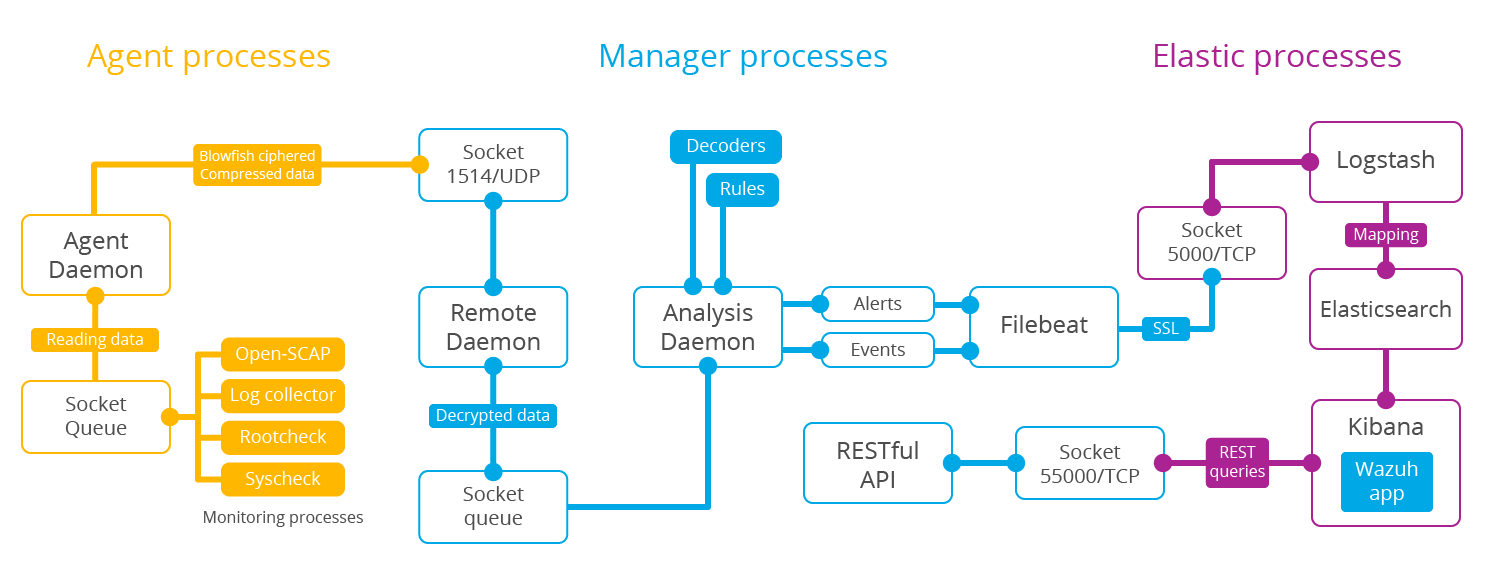 Agent processes
Manager processes
Elastic processes
Blowfish ciphered
Compressed data
Agent
Daemon
Reading data
Socket
Queue
Open-SCAP
Log collector
Rootcheck
Syscheck
Monitoring processes
Socket
1514/UDP
Remote
Daemon
Decrypted data
Socket
queue
Decoders
Rules
Analysis
Daemon
Alerts
Events
Filebeat
SSL
Socket
5000/TCP
Logstash
Mapping
Elasticsearch
Kibana
Wazuh
app
REST
queries
Socket
55000/TCP
RESTful
API